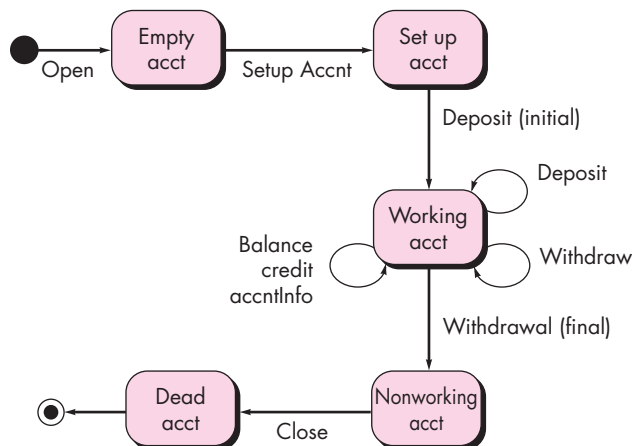 Empty
acct
Open
Setup Accnt
Set up
acct
Deposit (initial)
Deposit
Working
acct
Balance
credit
accntInfo
Withdraw
Withdrawal (final)
Dead
acct
Close
Nonworking
acct